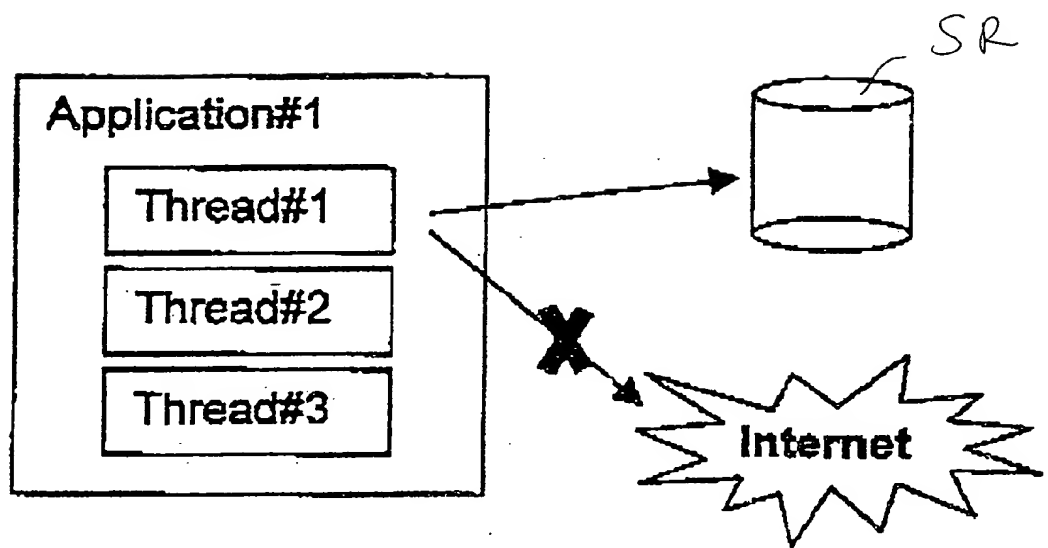 SR
Application#1
Thread#1
Thread#2
Thread#3
Internet